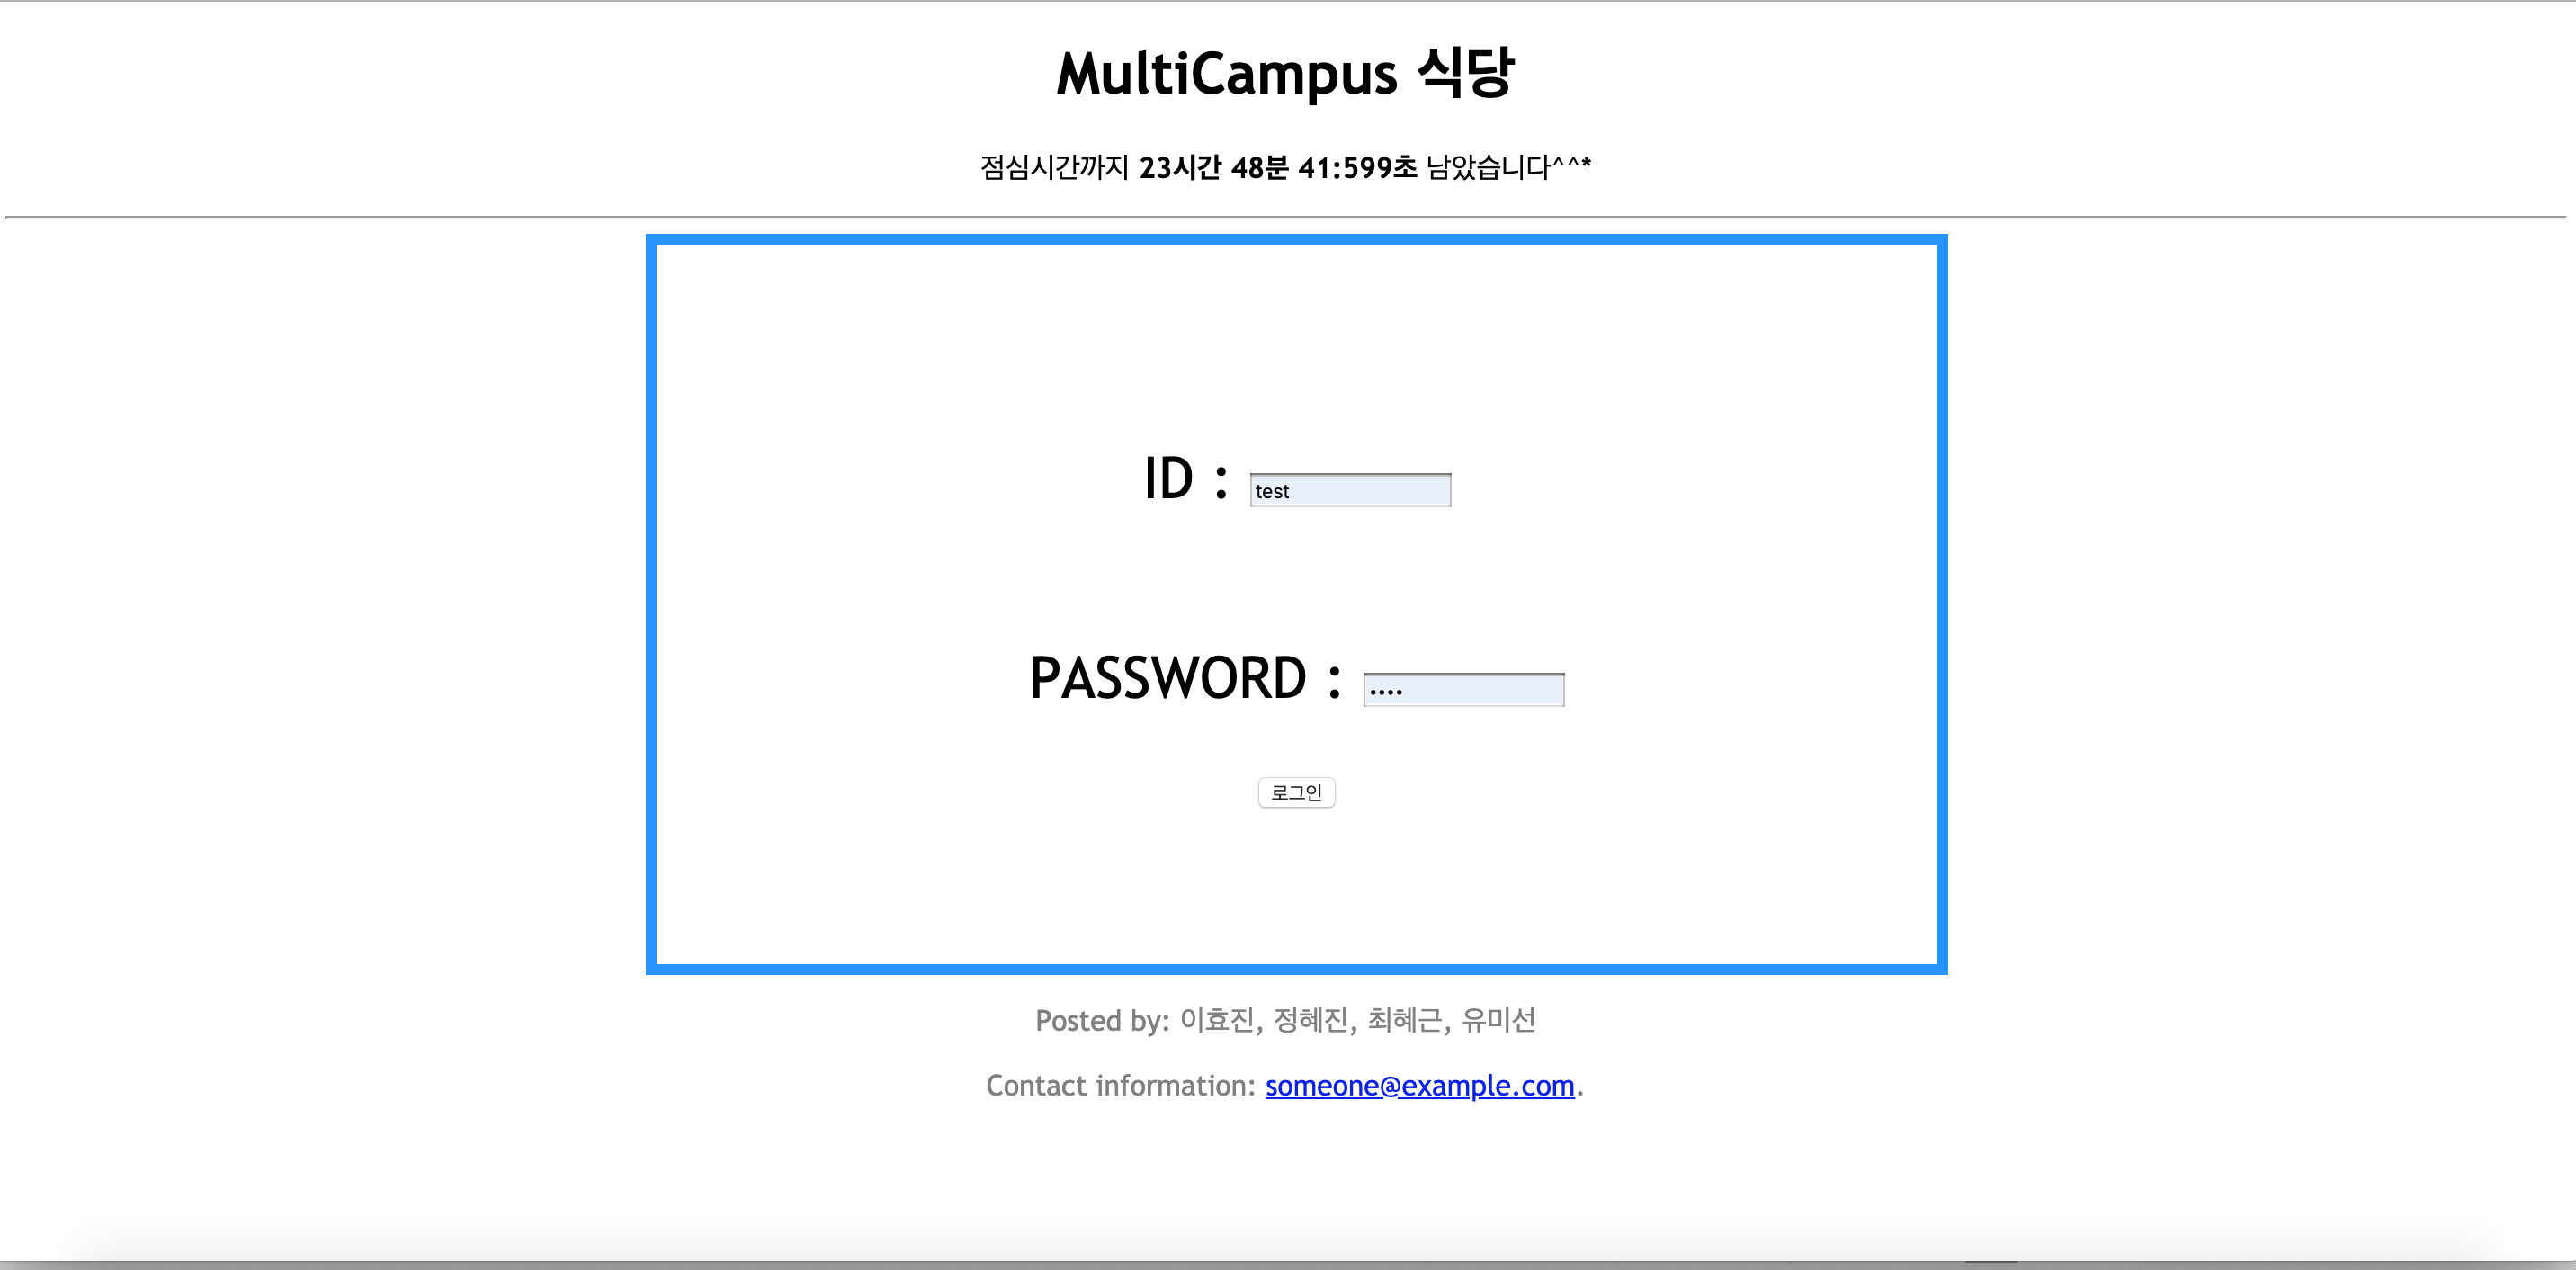 MultiCampus 식당
점심시간까지 23시간 48분 41:599초 남았습니다^^*
ID : test
PASSWORD : ••••
로그인
Posted by: 이효진, 정혜진, 최혜근, 유미선
Contact information: someone@example.com.